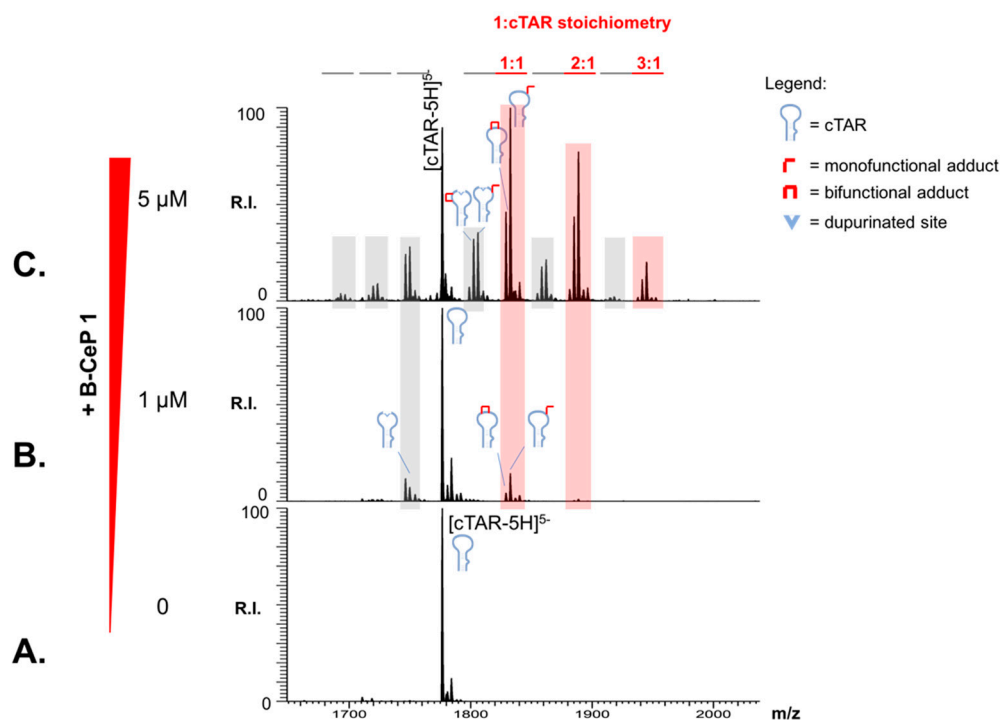 1:cTAR stoichiometry
1:1 2:1 3:1
Legend:
= cTAR
= monofunctional adduct
= bifunctional adduct
= dupurinated site
[cTAR-5H]5-
100
R.I.
0
5 µM
C.
+ B-CeP 1
100
R.I.
0
1 µM
B.
[cTAR-5H]5-
100
R.I.
0
0
A.
1700 1800 1900 2000 m/z